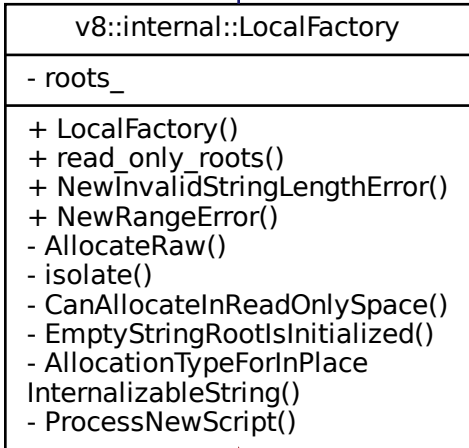 v8::internal::LocalFactory
- roots_
+ LocalFactory()
+ read_only_roots()
+ NewInvalidStringLengthError()
+ NewRangeError()
- AllocateRaw()
- isolate()
- CanAllocateInReadOnlySpace()
- EmptyStringRootIsInitialized()
- AllocationTypeForInPlace
InternalizableString()
- ProcessNewScript()